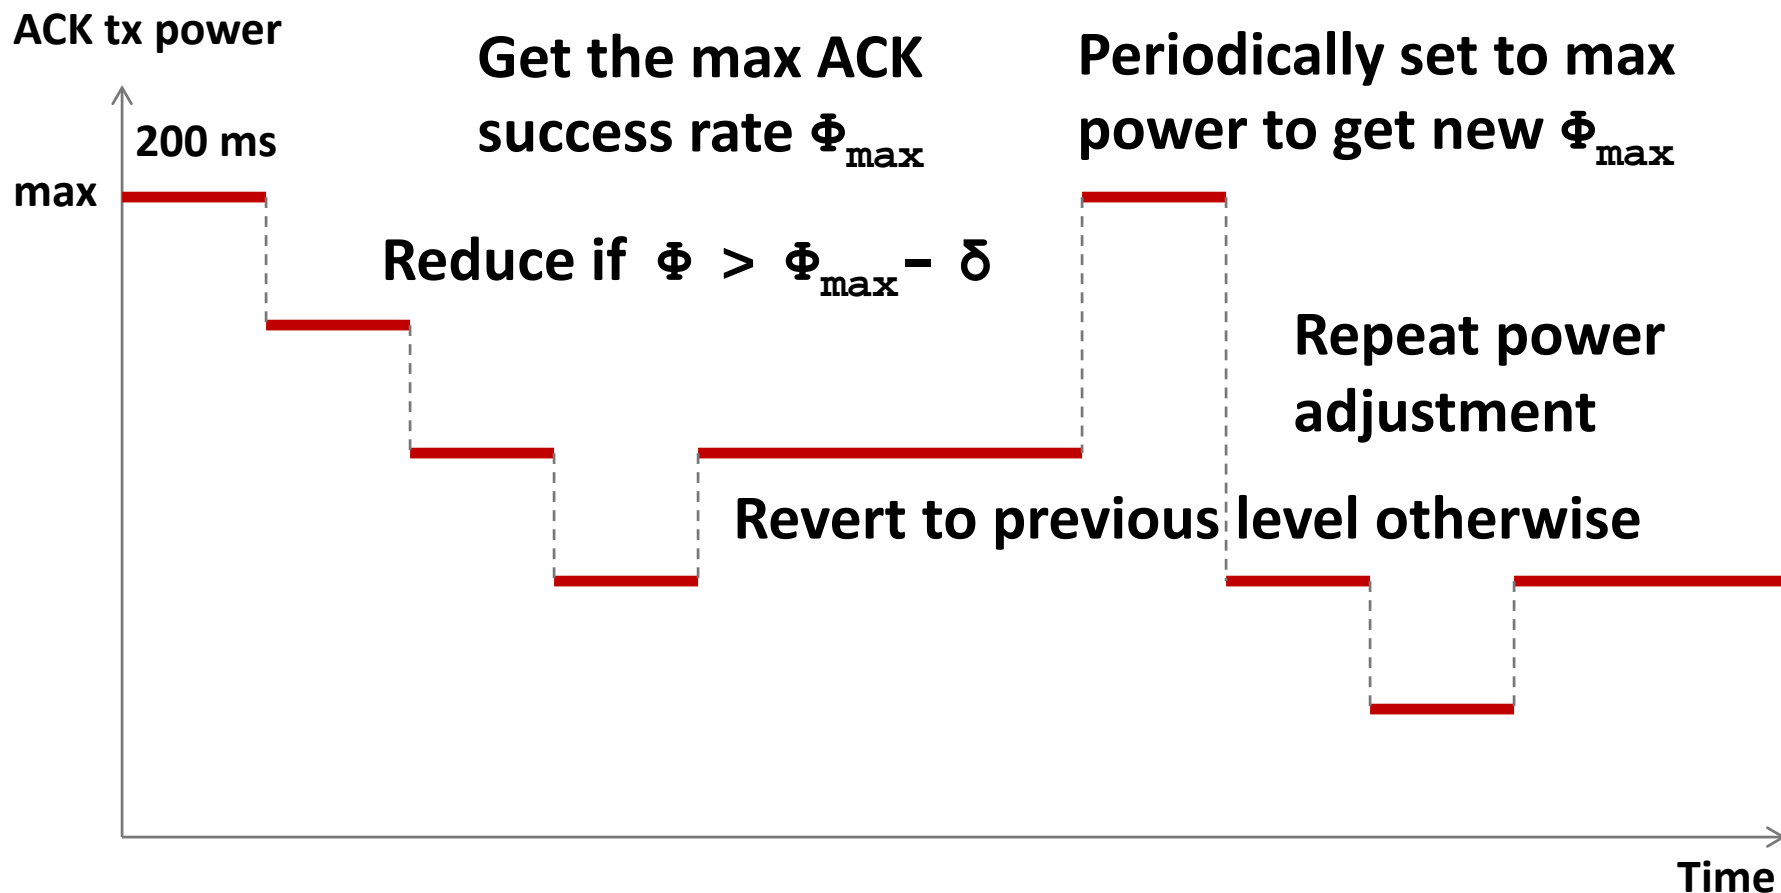 ACK tx power
Get the max ACK
success rate Φmax
Periodically set to max
power to get new Φmax
200 ms
max
Reduce if Φ > Φmax – δ
Repeat power
adjustment
Revert to previous level otherwise
Time